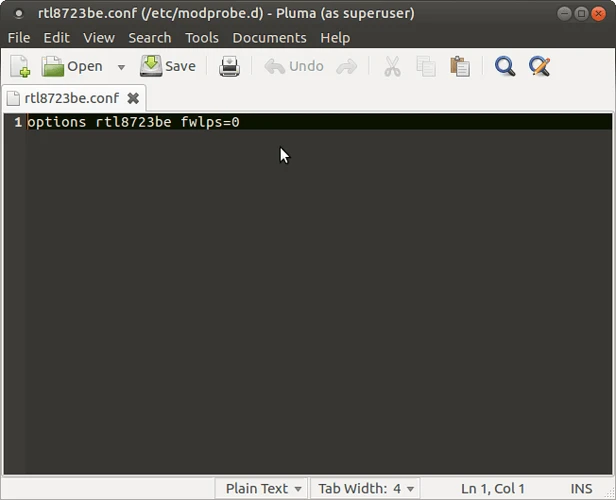 rtl8723be.conf (/etc/modprobe.d) - Pluma (as superuser)
File Edit View Search Tools Documents Help
Open Save Undo
rtl8723be.conf
1 options rtl8723be fwlps=0
Plain Text Tab Width: 4 Ln 1, Col 1 INS